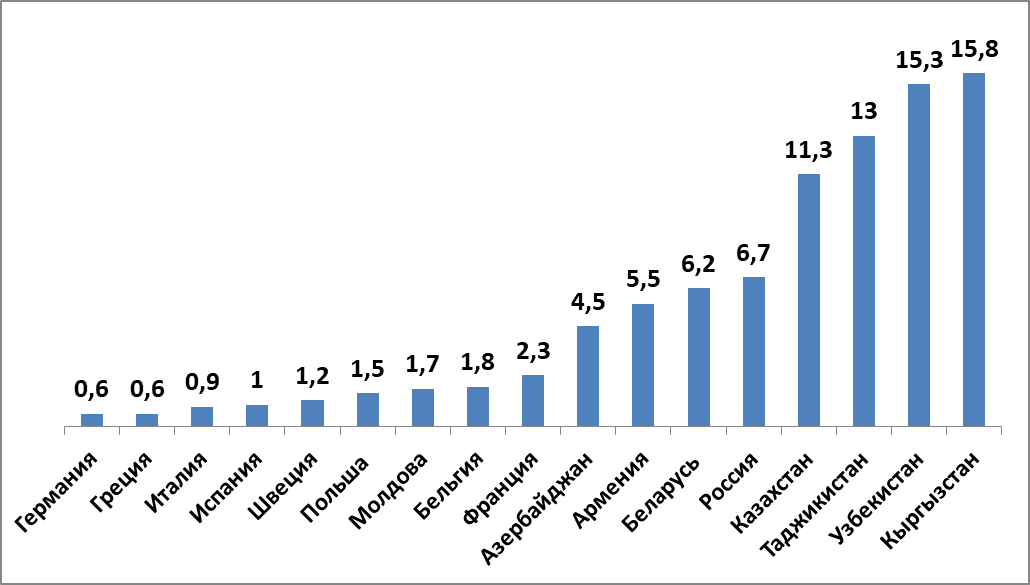 0,6
0,6
0,9
1
1,2
1,5
1,7
1,8
2,3
4,5
5,5
6,2
6,7
11,3
13
15,3
15,8
Германия
Греция
Италия
Испания
Швеция
Польша
Молдова
Бельгия
Франция
Азербайджан
Армения
Беларусь
Россия
Казахстан
Таджикистан
Узбекистан
Кыргызстан